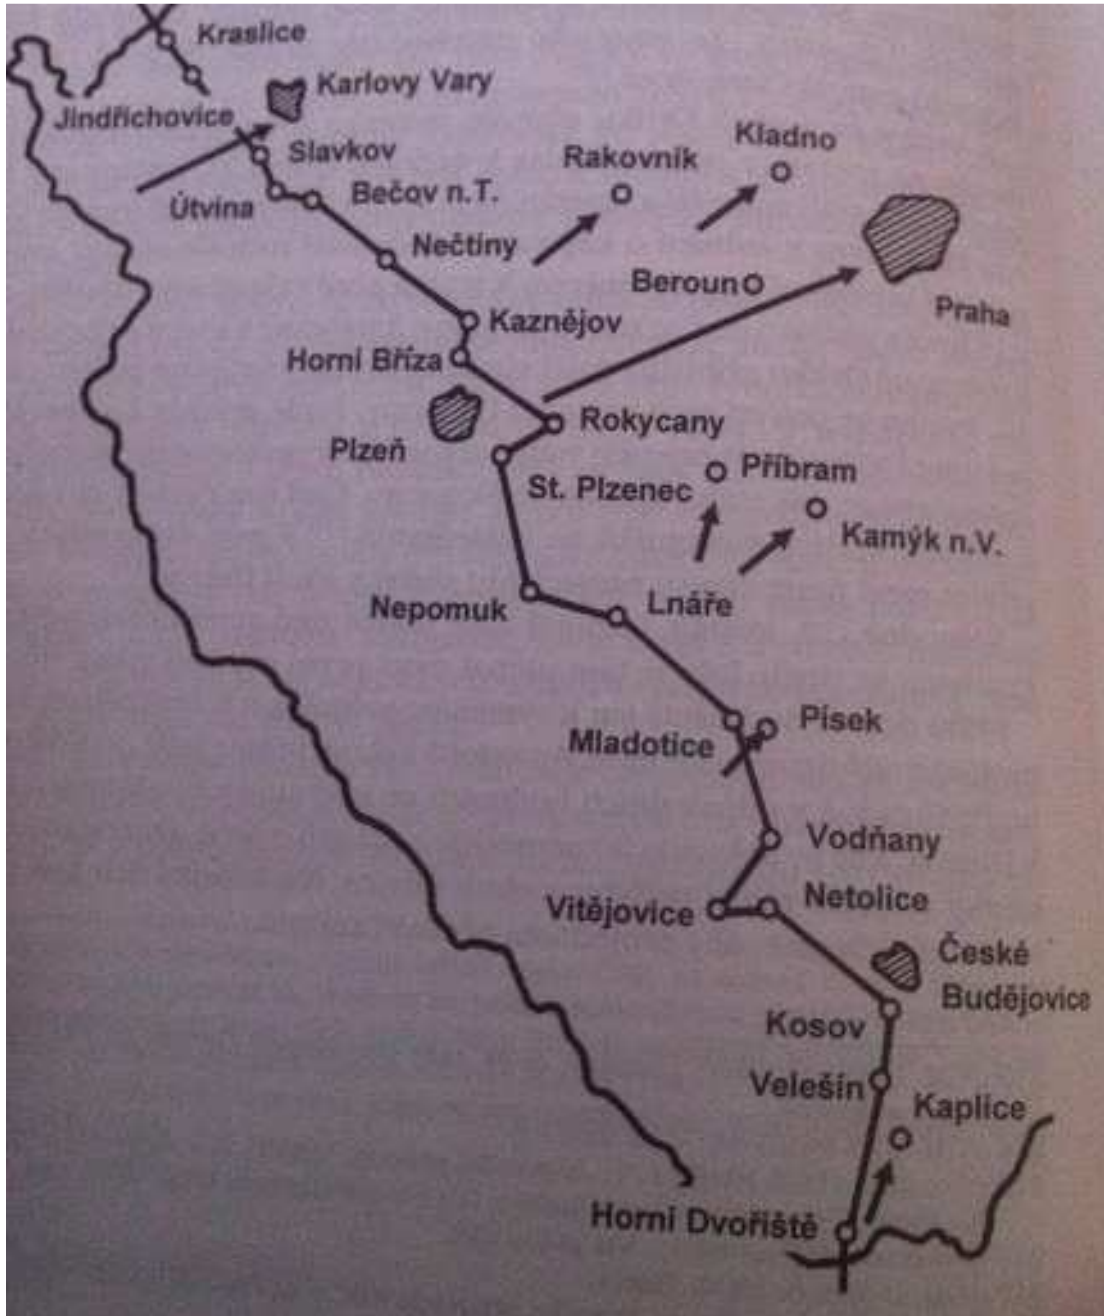 Kraslice
Karlovy Vary
Jindřichovice
Slavkov
Kladno
Rakovník
Bečov n.T.
Útvina
Nečtiny
Beroun
Praha
Kaznějov
Horní Bříza
Rokycany
Plzeň
St. Plzenec
Příbram
Kamýk n.V.
Nepomuk
Lnáře
Písek
Mladotice
Vodňany
Vitějovice
Netolice
České
Budějovice
Kosov
Velešín
Kaplice
Horní Dvořiště